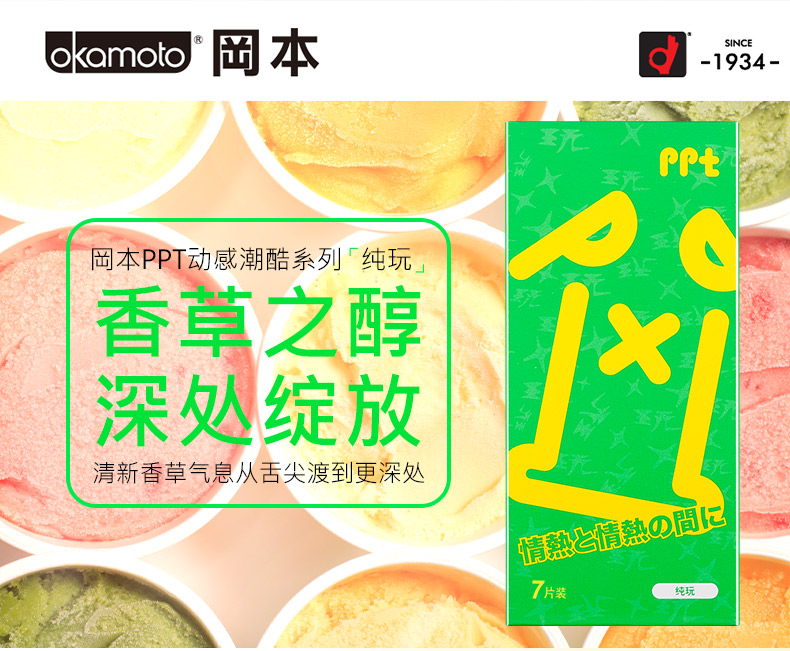 okamoto® 岡本
SINCE
-1934-
岡本PPT动感潮酷系列「纯玩」
香草之醇
深处绽放
清新香草气息从舌尖渡到更深处
PPt
情熱と情熱の間に
7片装
纯玩